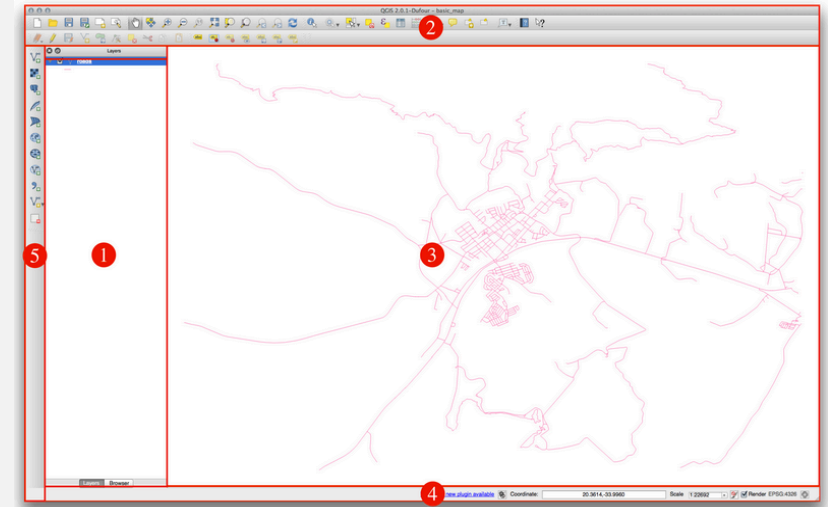 QGIS 2.0.1-Dufour - basic_map
2
Layers
1
3
5
Layers Browser
4 new plugin available Coordinate: 20.3614,-33.9980 Scale 1:22692 Render EPSG:4326